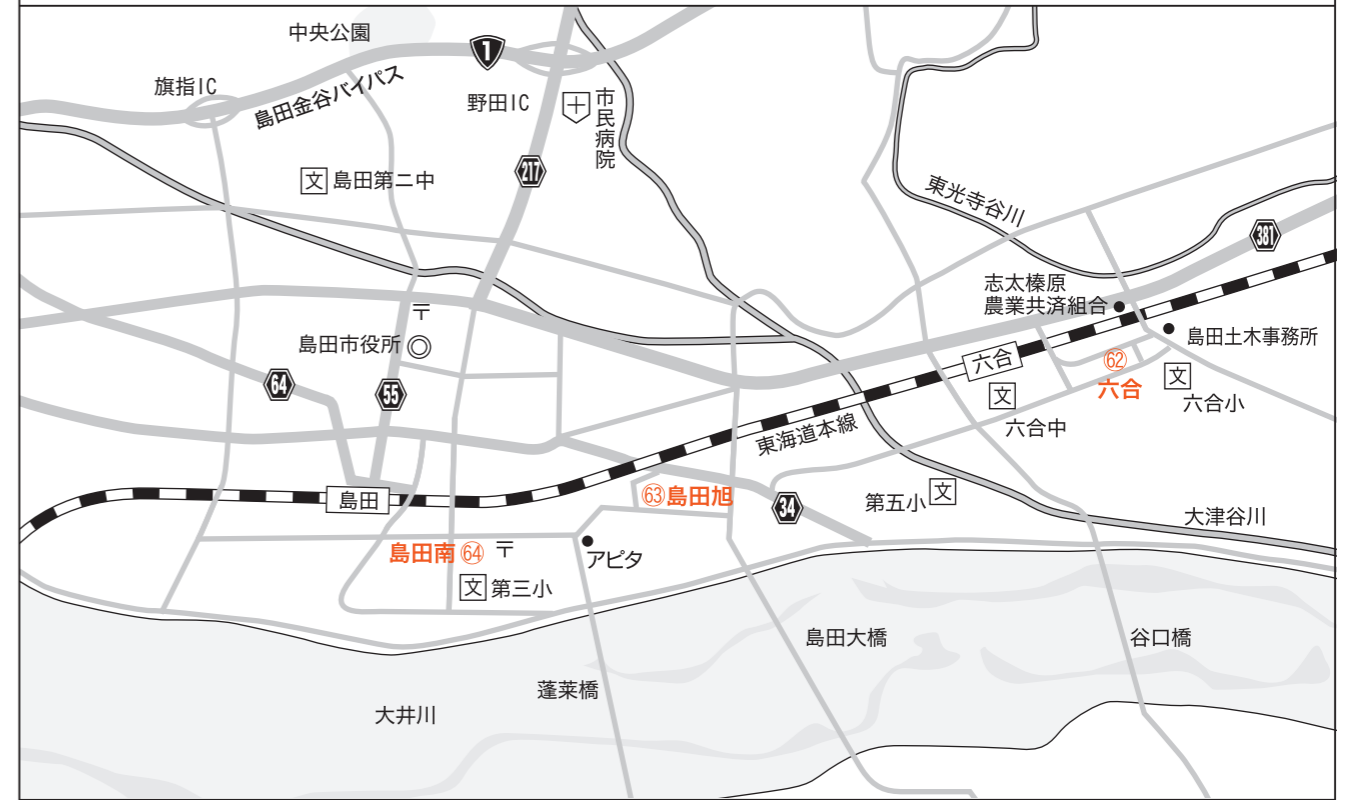 中央公園
1
旗指IC
島田金谷バイパス
野田IC
市民病院
文 島田第二中
217
東光寺谷川
381
志太榛原
農業共済組合
〒
島田市役所 ◎
島田土木事務所
64
55
六合
62
六合
文
六合小
文
六合中
東海道本線
島田
63 島田旭
34
第五小 文
大津谷川
島田南 64 〒
アピタ
文 第三小
島田大橋
谷口橋
蓬莱橋
大井川